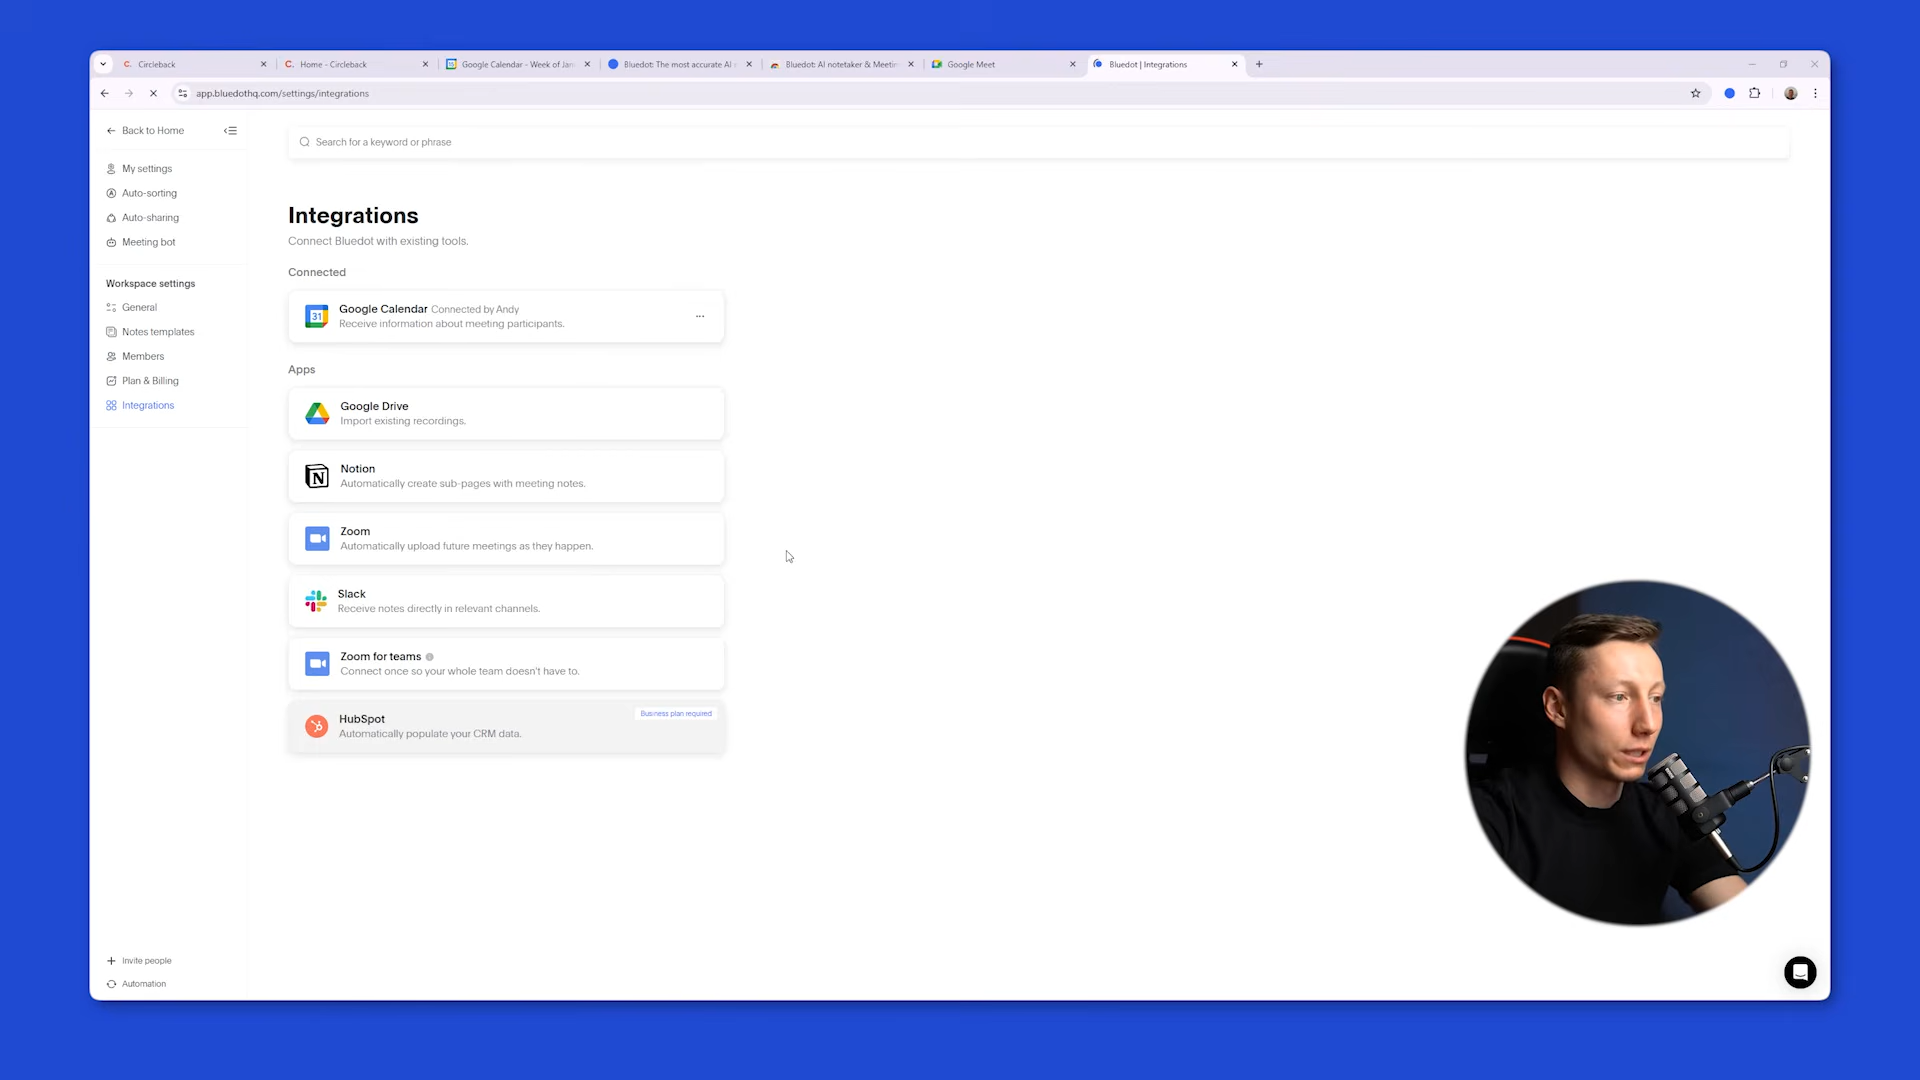 Circleback
Home - Circleback
Google Calendar - Week of Jan
Bluedot: The most accurate AI
Bluedot: AI notetaker & Meetin
Google Meet
Bluedot | Integrations
app.bluedothq.com/settings/integrations
Back to Home
Search for a keyword or phrase
My settings
Auto-sorting
Auto-sharing
Meeting bot
Workspace settings
General
Notes templates
Members
Plan & Billing
Integrations
Integrations
Connect Bluedot with existing tools.
Connected
31
Google Calendar Connected by Andy
Receive information about meeting participants.
Apps
Google Drive
Import existing recordings.
Notion
Automatically create sub-pages with meeting notes.
Zoom
Automatically upload future meetings as they happen.
Slack
Receive notes directly in relevant channels.
Zoom for teams
Connect once so your whole team doesn't have to.
HubSpot
Business plan required
Automatically populate your CRM data.
Invite people
Automation